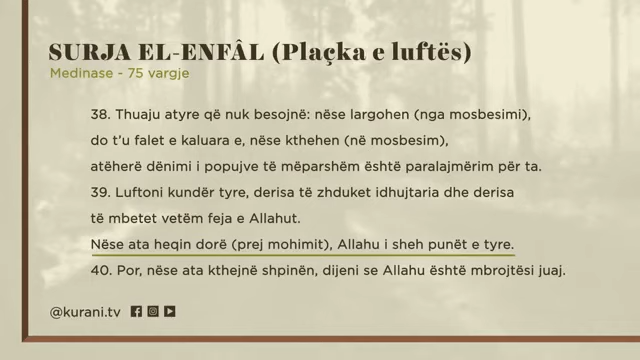 SURJA EL-ENFÂL (Plaçka e luftës)
Medinase - 75 vargje
38. Thuaju atyre që nuk besojnë: nëse largohen (nga mosbesimi),
do t'u falet e kaluara e, nëse kthehen (në mosbesim),
atëherë dënimi i popujve të mëparshëm është paralajmërim për ta.
39. Luftoni kundër tyre, derisa të zhduket idhujtaria dhe derisa
të mbetet vetëm feja e Allahut.
Nëse ata heqin dorë (prej mohimit), Allahu i sheh punët e tyre.
40. Por, nëse ata kthejnë shpinën, dijeni se Allahu është mbrojtësi juaj.
@kurani.tv